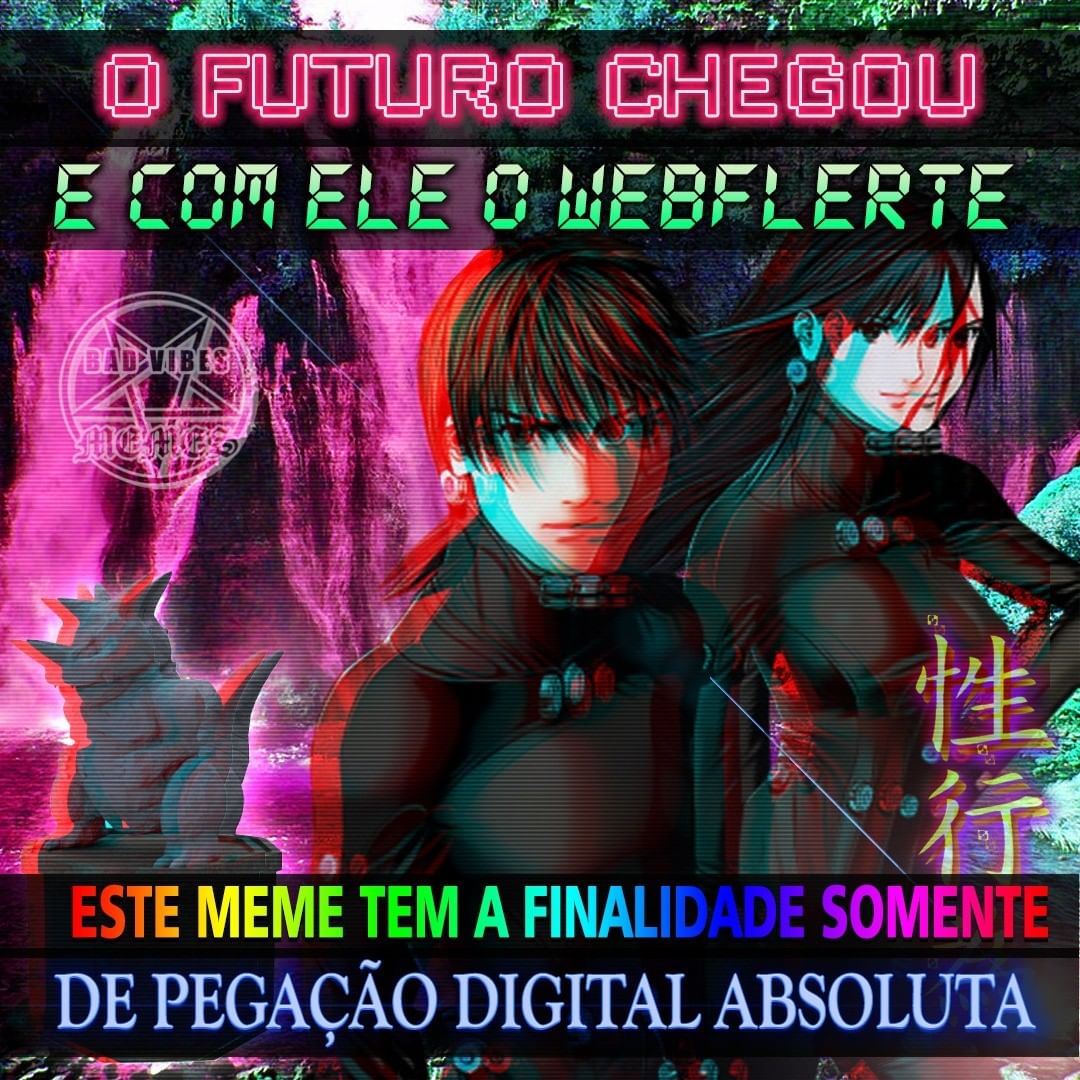 O FUTURO CHEGOU
E COM ELE O WEBFLERTE
BAD VIBES
MEMES
性
行
ESTE MEME TEM A FINALIDADE SOMENTE
DE PEGAÇÃO DIGITAL ABSOLUTA